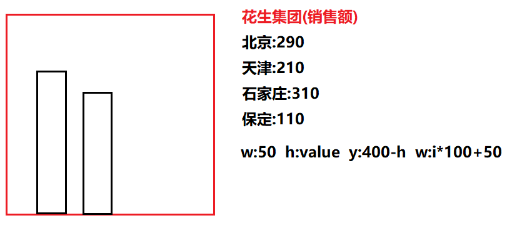 花生集团(销售额)
北京:290
天津:210
石家庄:310
保定:110
w:50 h:value y:400-h w:i*100+50